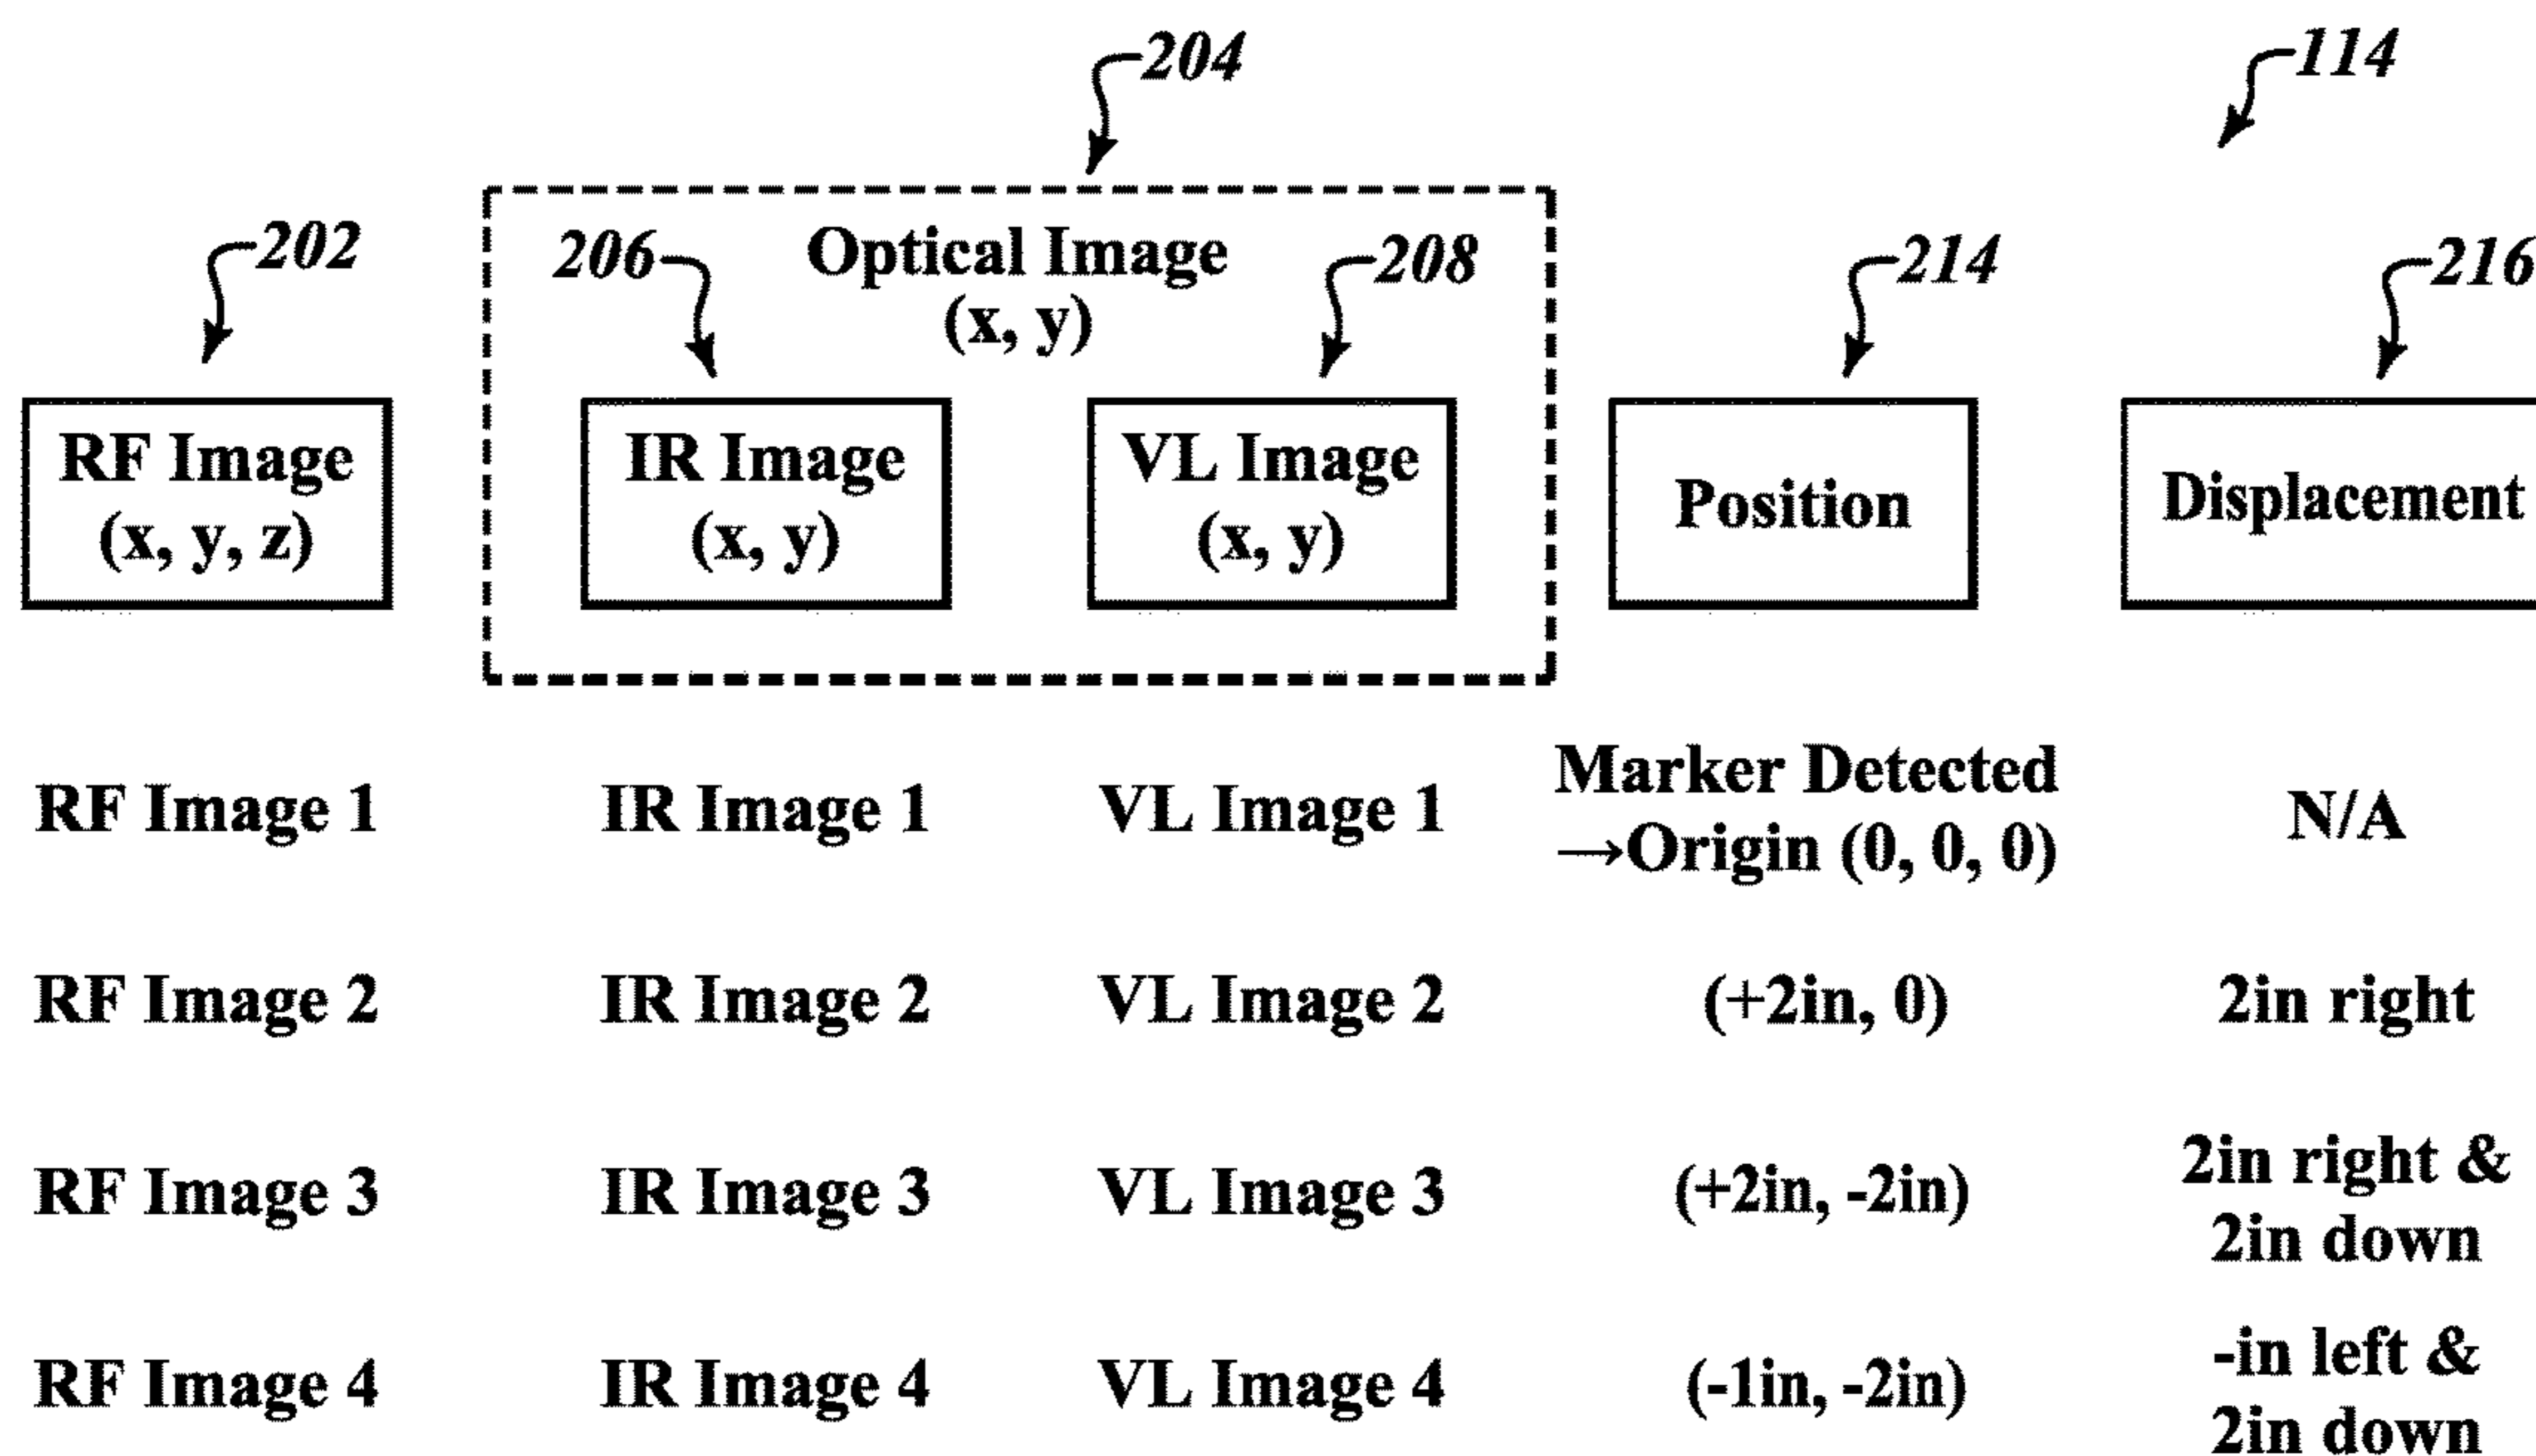 204
114
202
206
Optical Image
(x, y)
208
214
216
RF Image
(x, y, z)
IR Image
(x, y)
VL Image
(x, y)
Position
Displacement
RF Image 1
IR Image 1
VL Image 1
Marker Detected
→Origin (0, 0, 0)
N/A
RF Image 2
IR Image 2
VL Image 2
(+2in, 0)
2in right
RF Image 3
IR Image 3
VL Image 3
(+2in, -2in)
2in right &
2in down
RF Image 4
IR Image 4
VL Image 4
(-1in, -2in)
-in left &
2in down